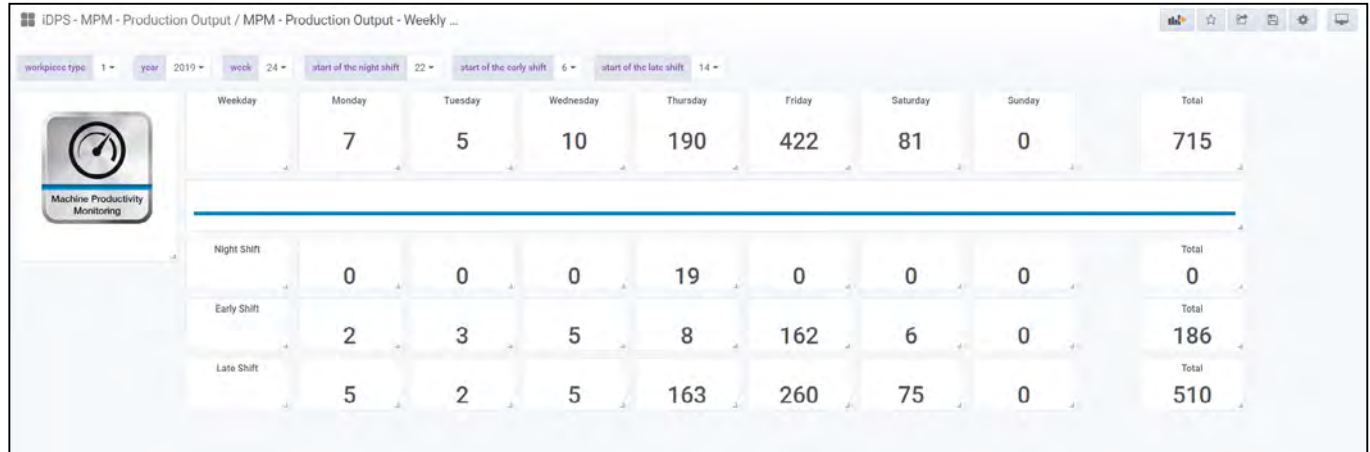 iDPS - MPM - Production Output / MPM - Production Output - Weekly ...
workpiece type 1 year 2019 week 24 start of the night shift 22 start of the early shift 6 start of the late shift 14
Weekday Monday Tuesday Wednesday Thursday Friday Saturday Sunday Total
7 5 10 190 422 81 0 715
Machine Productivity
Monitoring
Night Shift Total
0 0 0 19 0 0 0 0
Early Shift Total
2 3 5 8 162 6 0 186
Late Shift Total
5 2 5 163 260 75 0 510